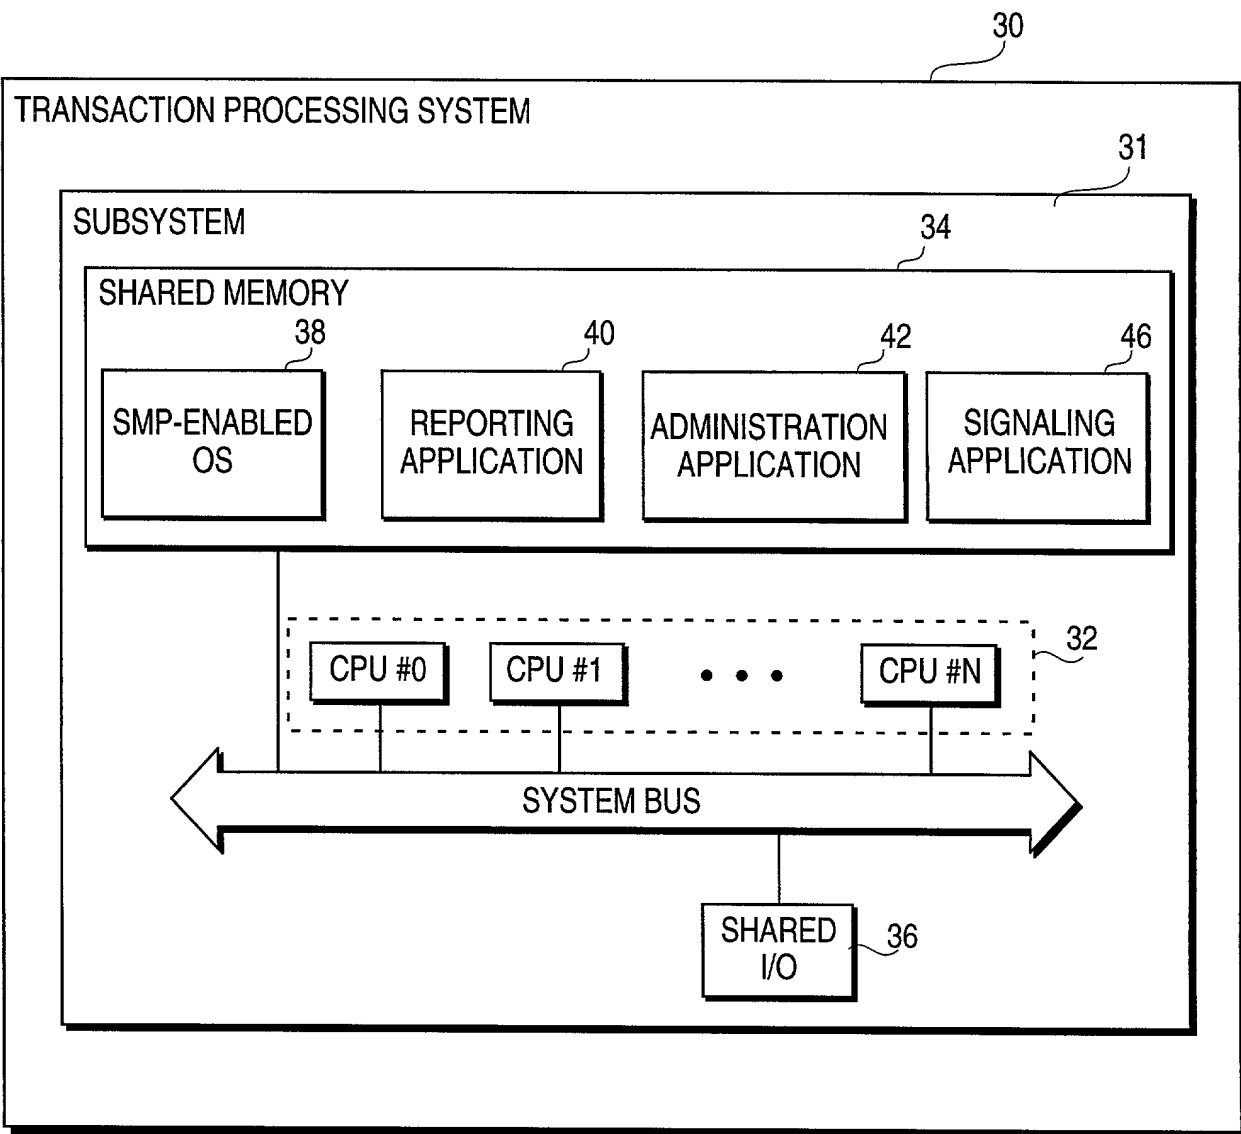 30
TRANSACTION PROCESSING SYSTEM
31
SUBSYSTEM
34
SHARED MEMORY
38
40
42
46
SMP-ENABLED
OS
REPORTING
APPLICATION
ADMINISTRATION
APPLICATION
SIGNALING
APPLICATION
32
CPU #0
CPU #1
CPU #N
SYSTEM BUS
SHARED
I/O
36